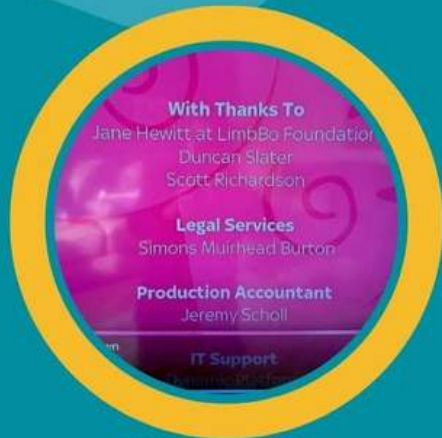 With Thanks To
Jane Hewitt at LimbBo Foundation
Duncan Slater
Scott Richardson
Legal Services
Simons Muirhead Burton
Production Accountant
Jeremy Scholl
IT Support